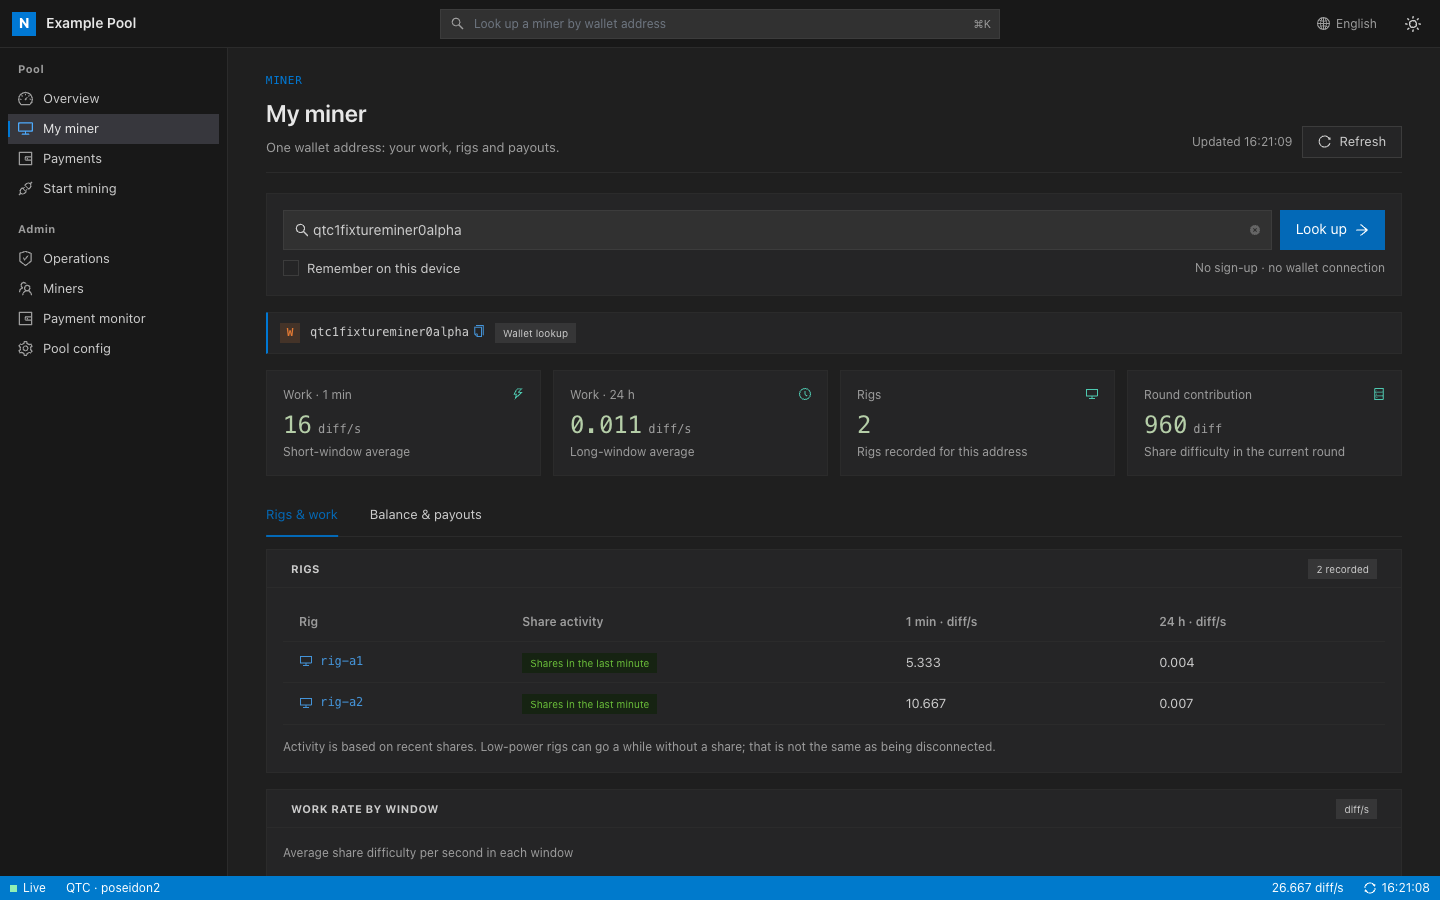 N Example Pool
Look up a miner by wallet address ⌘K
English
Pool
Overview
My miner
Payments
Start mining
Admin
Operations
Miners
Payment monitor
Pool config
MINER
My miner
One wallet address: your work, rigs and payouts.
Updated 16:21:09
Refresh
qtc1fixtureminer0alpha
Look up
Remember on this device
No sign-up · no wallet connection
W qtc1fixtureminer0alpha Wallet lookup
Work · 1 min
16 diff/s
Short-window average
Work · 24 h
0.011 diff/s
Long-window average
Rigs
2
Rigs recorded for this address
Round contribution
960 diff
Share difficulty in the current round
Rigs & work Balance & payouts
RIGS 2 recorded
Rig Share activity 1 min · diff/s 24 h · diff/s
rig-a1 Shares in the last minute 5.333 0.004
rig-a2 Shares in the last minute 10.667 0.007
Activity is based on recent shares. Low-power rigs can go a while without a share; that is not the same as being disconnected.
WORK RATE BY WINDOW diff/s
Average share difficulty per second in each window
Live QTC · poseidon2 26.667 diff/s 16:21:08